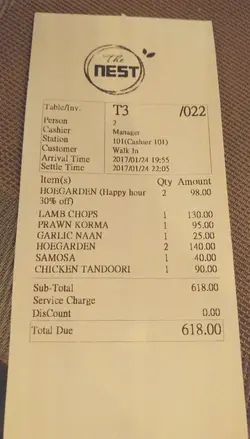 The
NEST
Table/Inv. T3 /022
Person 2
Cashier Manager
Station 101(Cashier 101)
Customer Walk In
Arrival Time 2017/01/24 19:55
Settle Time 2017/01/24 22:05
Item(s) Qty Amount
HOEGARDEN (Happy hour 2 98.00
30% off)
LAMB CHOPS 1 130.00
PRAWN KORMA 1 95.00
GARLIC NAAN 1 25.00
HOEGARDEN 2 140.00
SAMOSA 1 40.00
CHICKEN TANDOORI 1 90.00
Sub-Total 618.00
Service Charge
DisCount 0.00
Total Due 618.00